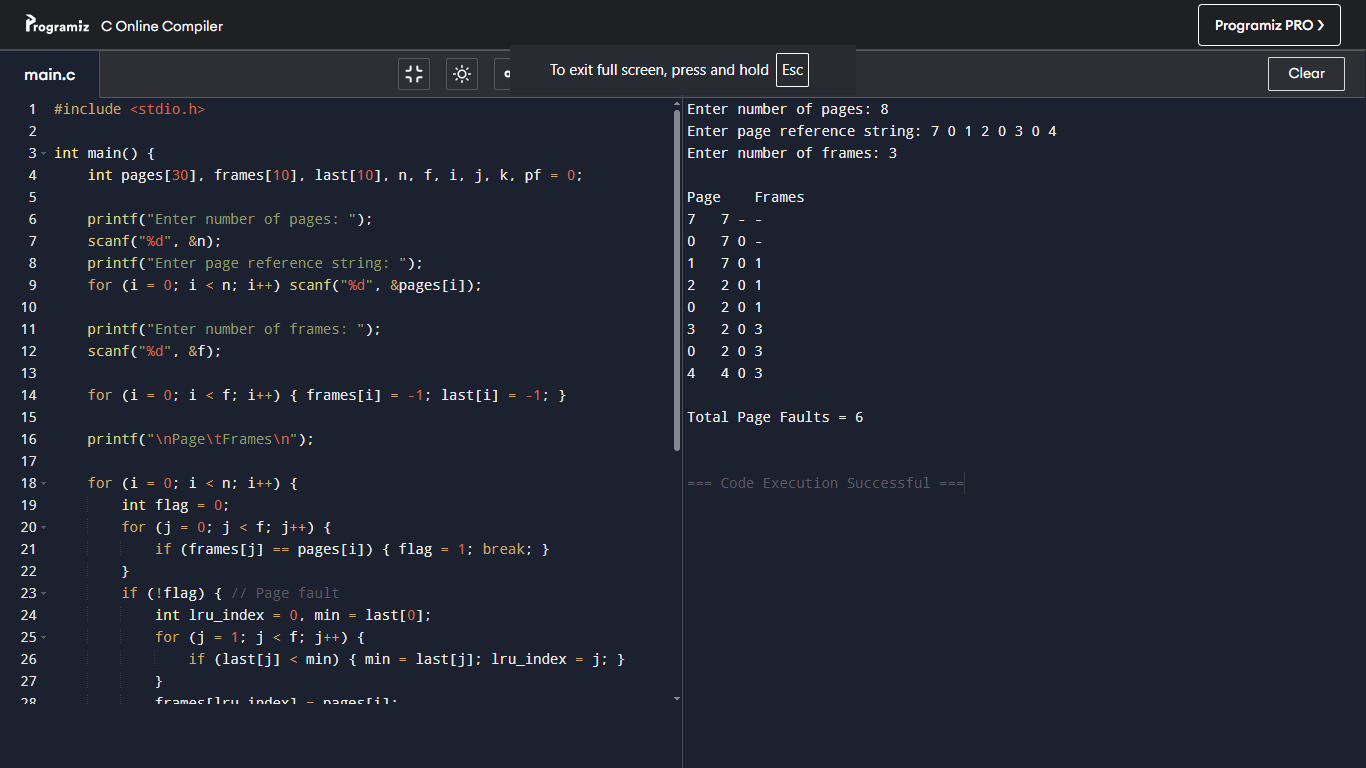 Programiz C Online Compiler
Programiz PRO >
To exit full screen, press and hold Esc
main.c
Clear
1 #include <stdio.h>
2
3 int main() {
4 int pages[30], frames[10], last[10], n, f, i, j, k, pf = 0;
5
6 printf("Enter number of pages: ");
7 scanf("%d", &n);
8 printf("Enter page reference string: ");
9 for (i = 0; i < n; i++) scanf("%d", &pages[i]);
10
11 printf("Enter number of frames: ");
12 scanf("%d", &f);
13
14 for (i = 0; i < f; i++) { frames[i] = -1; last[i] = -1; }
15
16 printf("\nPage\tFrames\n");
17
18 for (i = 0; i < n; i++) {
19 int flag = 0;
20 for (j = 0; j < f; j++) {
21 if (frames[j] == pages[i]) { flag = 1; break; }
22 }
23 if (!flag) { // Page fault
24 int lru_index = 0, min = last[0];
25 for (j = 1; j < f; j++) {
26 if (last[j] < min) { min = last[j]; lru_index = j; }
27 }
28 frames[lru_index] = pages[i];
Enter number of pages: 8
Enter page reference string: 7 0 1 2 0 3 0 4
Enter number of frames: 3
Page Frames
7 7 - -
0 7 0 -
1 7 0 1
2 2 0 1
0 2 0 1
3 2 0 3
0 2 0 3
4 4 0 3
Total Page Faults = 6
=== Code Execution Successful ===